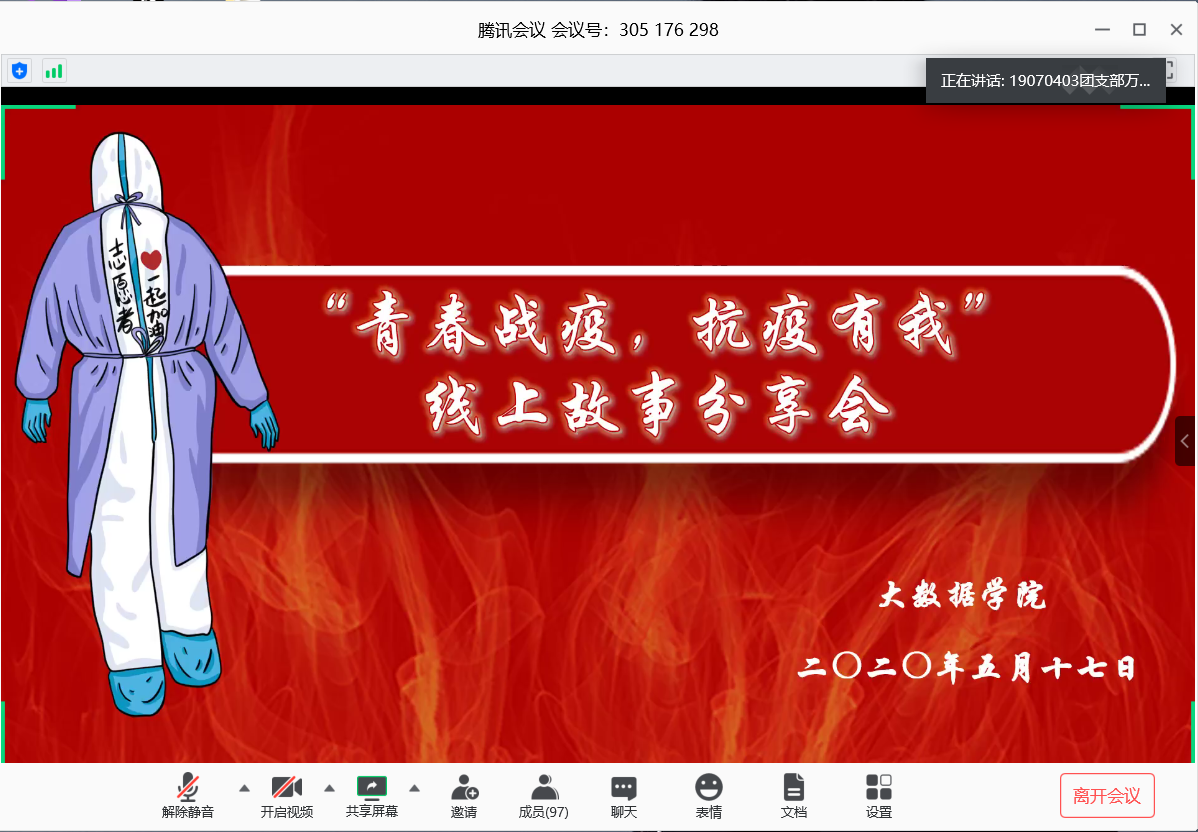 腾讯会议 会议号：305 176 298
正在讲话: 19070403团支部万...
志愿者
一起加油
“青春战疫，抗疫有我”
线上故事分享会
大数据学院
二〇二〇年五月十七日
解除静音
开启视频
共享屏幕
邀请
成员(97)
聊天
表情
文档
设置
离开会议